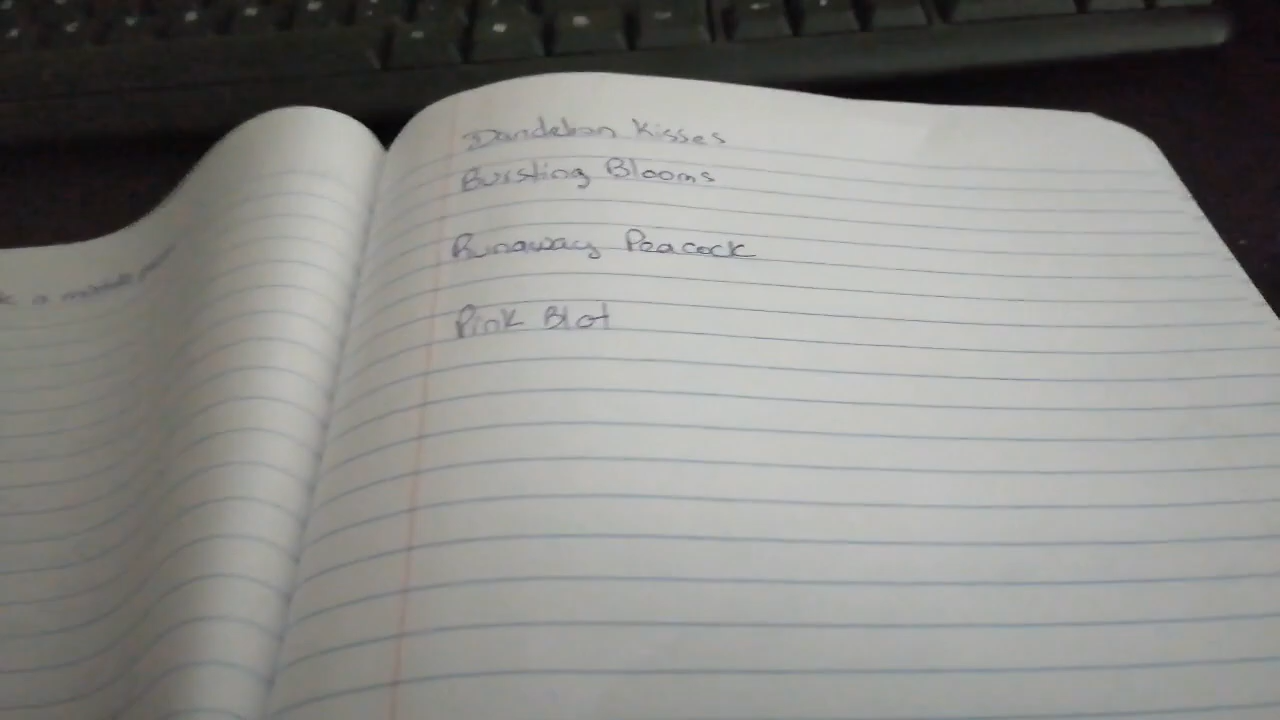 a
Dandelion Kisses
Bursting Blooms
Runaway Peacock
Pink Blot